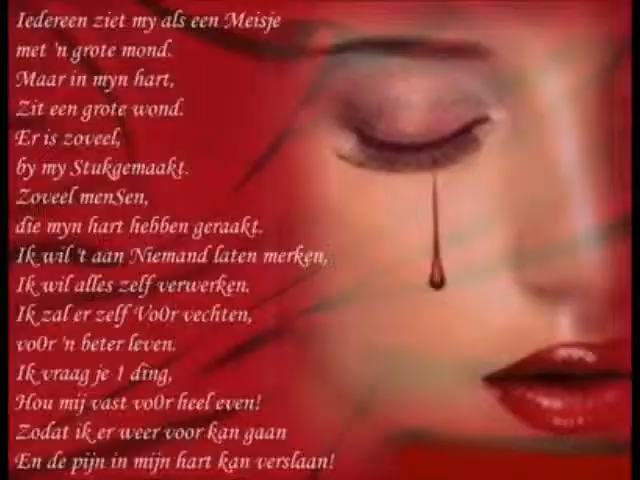 Iedereen ziet my als een Meisje
met 'n grote mond.
Maar in myn hart,
Zit een grote wond.
Er is zoveel,
by my Stukgemaakt.
Zoveel menSen,
die myn hart hebben geraakt.
Ik wil 't aan Niemand laten merken,
Ik wil alles zelf verwerken.
Ik zal er zelf Vo0r vechten,
vo0r 'n beter leven.
Ik vraag je 1 ding,
Hou mij vast vo0r heel even!
Zodat ik er weer voor kan gaan
En de pijn in mijn hart kan verslaan!